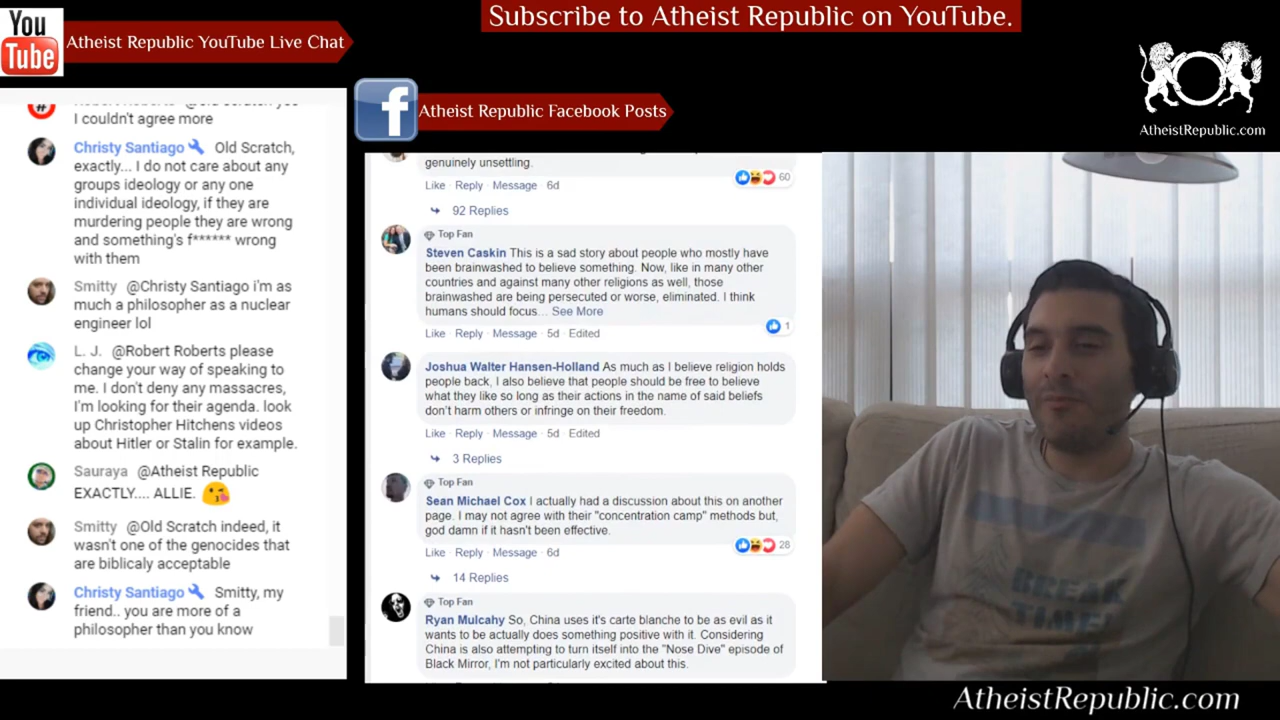 Subscribe to Atheist Republic on YouTube.
You
Tube
Atheist Republic YouTube Live Chat
AtheistRepublic.com
f
Atheist Republic Facebook Posts
I couldn't agree more
Christy Santiago Old Scratch,
exactly... I do not care about any
groups ideology or any one
individual ideology, if they are
murdering people they are wrong
and something's f****** wrong
with them
Smitty @Christy Santiago i'm as
much a philosopher as a nuclear
engineer lol
L. J. @Robert Roberts please
change your way of speaking to
me. I don't deny any massacres,
I'm looking for their agenda. look
up Christopher Hitchens videos
about Hitler or Stalin for example.
Sauraya @Atheist Republic
EXACTLY.... ALLIE.
Smitty @Old Scratch indeed, it
wasn't one of the genocides that
are biblicaly acceptable
Christy Santiago Smitty, my
friend.. you are more of a
philosopher than you know
genuinely unsettling.
60
Like · Reply · Message · 6d
92 Replies
Top Fan
Steven Caskin This is a sad story about people who mostly have
been brainwashed to believe something. Now, like in many other
countries and against many other religions as well, those
brainwashed are being persecuted or worse, eliminated. I think
humans should focus... See More
1
Like · Reply · Message · 5d · Edited
Joshua Walter Hansen-Holland As much as I believe religion holds
people back, I also believe that people should be free to believe
what they like so long as their actions in the name of said beliefs
don't harm others or infringe on their freedom.
Like · Reply · Message · 5d · Edited
3 Replies
Top Fan
Sean Michael Cox I actually had a discussion about this on another
page. I may not agree with their "concentration camp" methods but,
god damn if it hasn't been effective.
28
Like · Reply · Message · 6d
14 Replies
Top Fan
Ryan Mulcahy So, China uses it's carte blanche to be as evil as it
wants to be actually does something positive with it. Considering
China is also attempting to turn itself into the "Nose Dive" episode of
Black Mirror, I'm not particularly excited about this.
BREAK
TIME!
AtheistRepublic.com